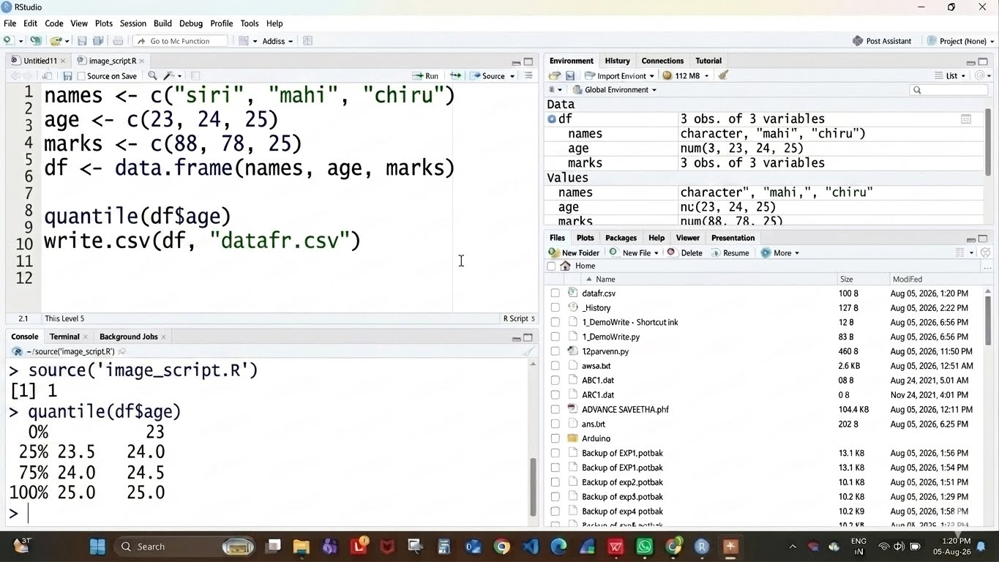 RStudio
File Edit Code View Plots Session Build Debug Profile Tools Help
Go to Mc Function Addiss Post Assistant Project (None)
Untitled11 image_script.R
Source on Save Run Source
1 names <- c("siri", "mahi", "chiru")
2
3 age <- c(23, 24, 25)
4 marks <- c(88, 78, 25)
5 df <- data.frame(names, age, marks)
6
7
8 quantile(df$age)
9
10 write.csv(df, "datafr.csv")
11
12
2.1 This Level 5 R Script
Console Terminal Background Jobs
~/source('image_script.R')
> source('image_script.R')
[1] 1
> quantile(df$age)
0% 23
25% 23.5 24.0
75% 24.0 24.5
100% 25.0 25.0
>
Environment HIstury Connections Tutorial
Import Enviont 112 M8 List
Global Environment
Data
df 3 obs. of 3 variables
names character, "mahi", "chiru")
age num(3, 23, 24, 25)
marks 3 obs. of 3 variables
Values
names character", "mahi,", "chiru"
age nu(23, 24, 25)
marks num(88, 78, 25)
Files Plots Packages Help Viewer Presentation
New Folder New File Delete Resume More
Home ...
Name Size ModiFed
datafr.csv 100 8 Aug 05, 2026, 1:20 PM
_History 127 8 Aug 05, 2026, 2:22 PM
1_DemoWrite - Shortcut ink 12 8 Aug 05, 2026, 6:56 PM
1_DemoWrite.py 83 B Aug 05, 2026, 6:56 PM
12parvenn.py 460 8 Aug 05, 2026, 11:50 PM
awsa.txt 2.6 KB Aug 05, 2026, 12:51 AM
ABC1.dat 08 8 Aug 24, 2021, 5.01 AM
ARC1.dat 0 8 Nov 24, 2021, 4:01 PM
ADVANCE SAVEETHA.phf 104.4 K8 Aug 05, 2026, 12:11 PM
202 8 Aug 05, 2026, 6.25 PM
Arduino
Backup of EXP1.potbak 13.1 K8 Aug 05, 2026, 1:56 PM
Backup of EXP1.potbak 13.1 K8 Aug 05, 2026, 1:54 PM
Backup of exp2.potbak 10.1 K8 Aug 05, 2026, 1:51 PM
Backup of exp3.potbak 10.2 K8 Aug 05, 2026, 1:29 PM
Backup of exp4 potbak 10.2 K9 Aug 05, 2026, 1:58 PM
Search ENG IN 1:20 PM
05-Aug-26